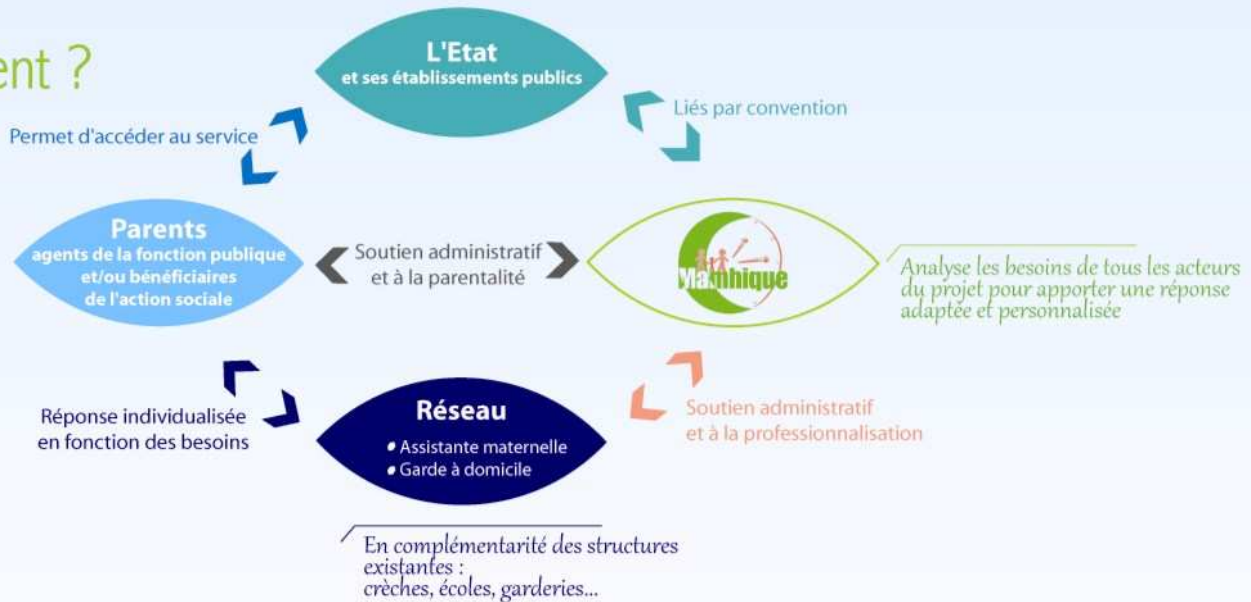 ent ?
L'Etat
et ses établissements publics
Permet d'accéder au service
Liés par convention
Parents
agents de la fonction publique
et/ou bénéficiaires
de l'action sociale
Soutien administratif
et à la parentalité
Mamhique
Analyse les besoins de tous les acteurs
du projet pour apporter une réponse
adaptée et personnalisée
Réponse individualisée
en fonction des besoins
Réseau
• Assistante maternelle
• Garde à domicile
Soutien administratif
et à la professionnalisation
En complémentarité des structures
existantes :
crèches, écoles, garderies...